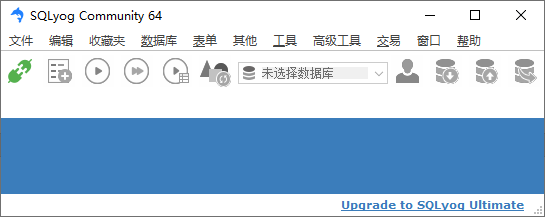 SQLyog Community 64
文件 编辑 收藏夹 数据库 表单 其他 工具 高级工具 交易 窗口 帮助
未选择数据库
Upgrade to SQLyog Ultimate